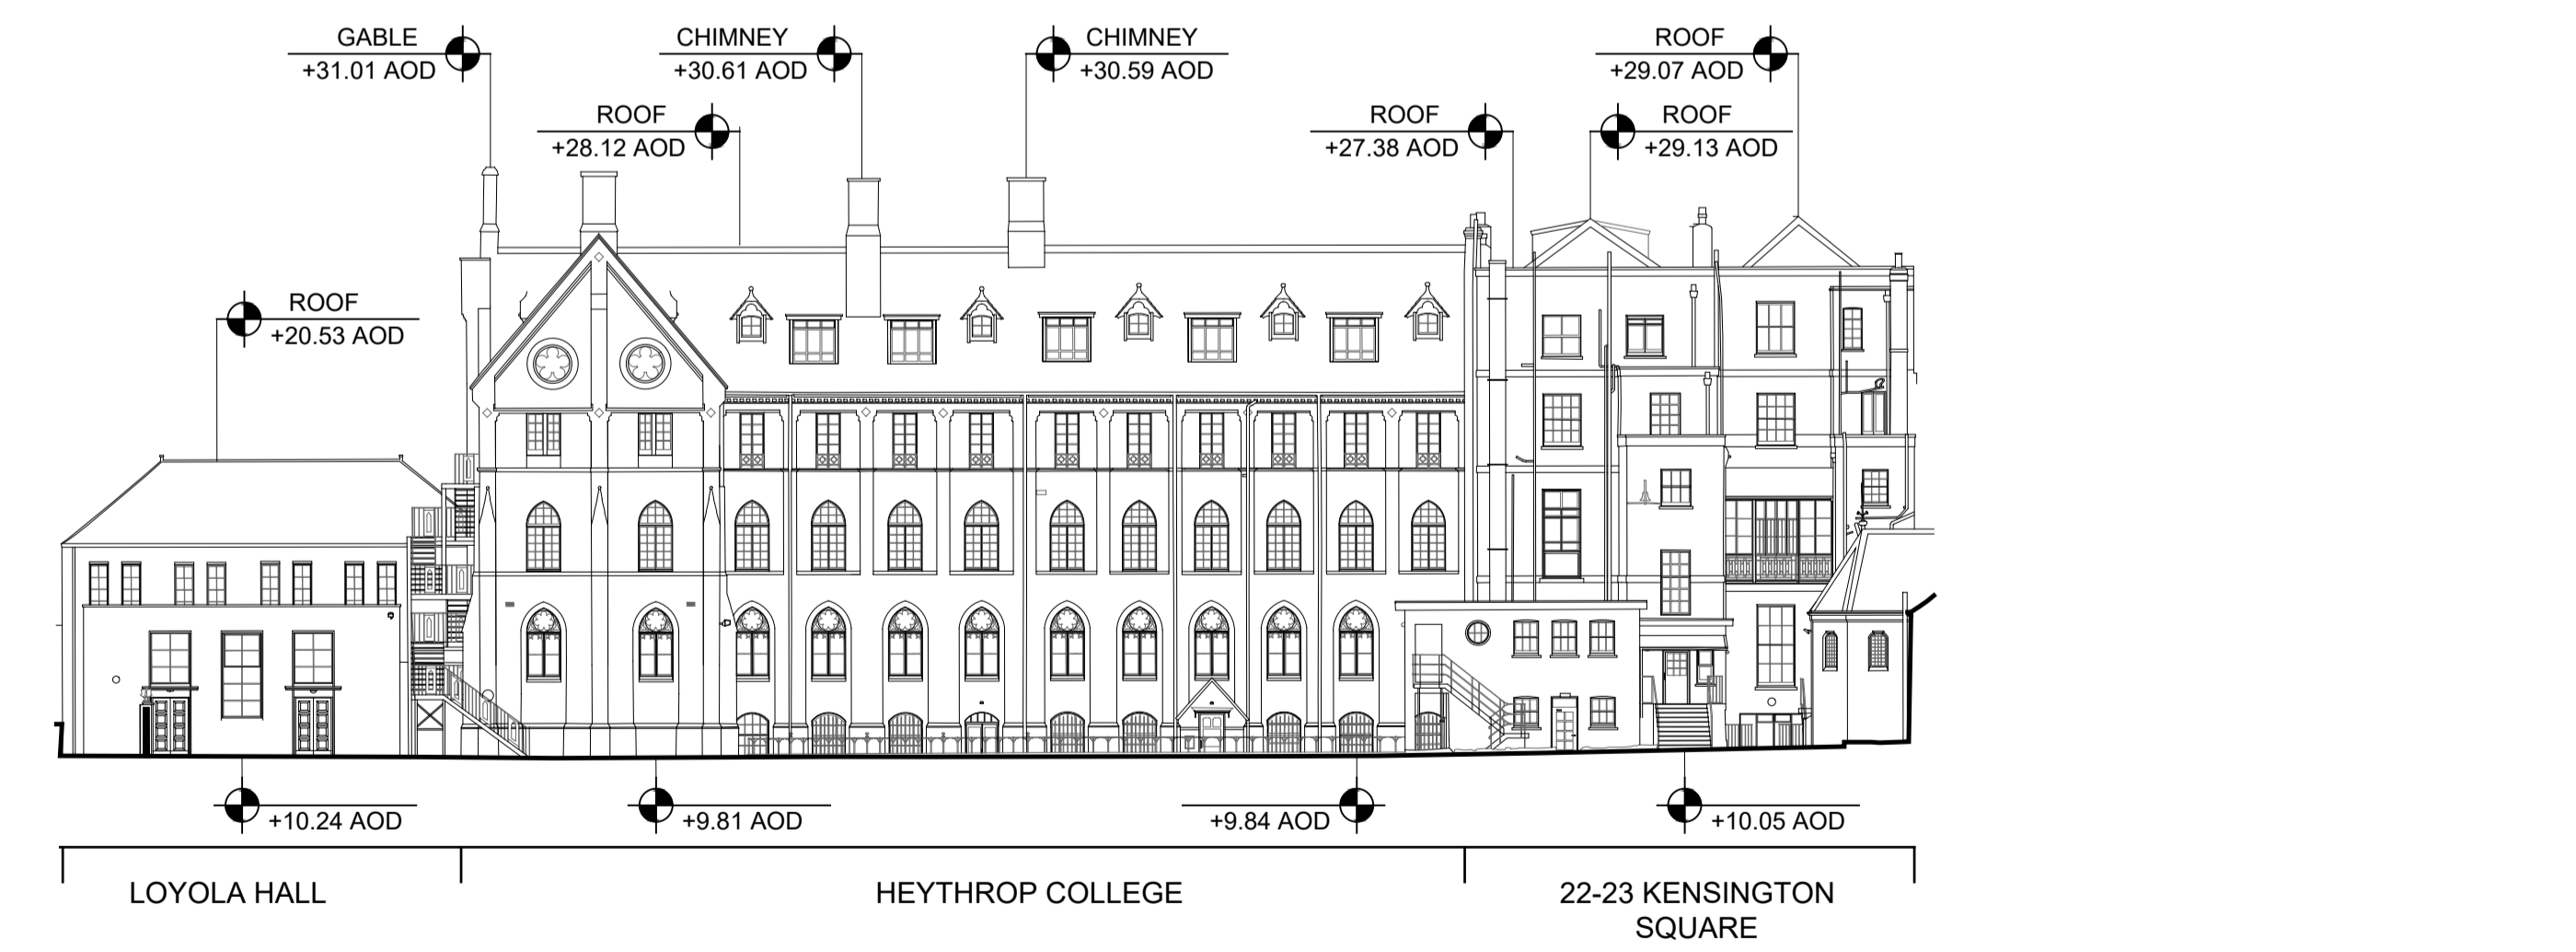 GABLE
+31.01 AOD
CHIMNEY
+30.61 AOD
CHIMNEY
+30.59 AOD
ROOF
+29.07 AOD
ROOF
+28.12 AOD
ROOF
+27.38 AOD
ROOF
+29.13 AOD
ROOF
+20.53 AOD
+10.24 AOD
+9.81 AOD
+9.84 AOD
+10.05 AOD
LOYOLA HALL
HEYTHROP COLLEGE
22-23 KENSINGTON
SQUARE